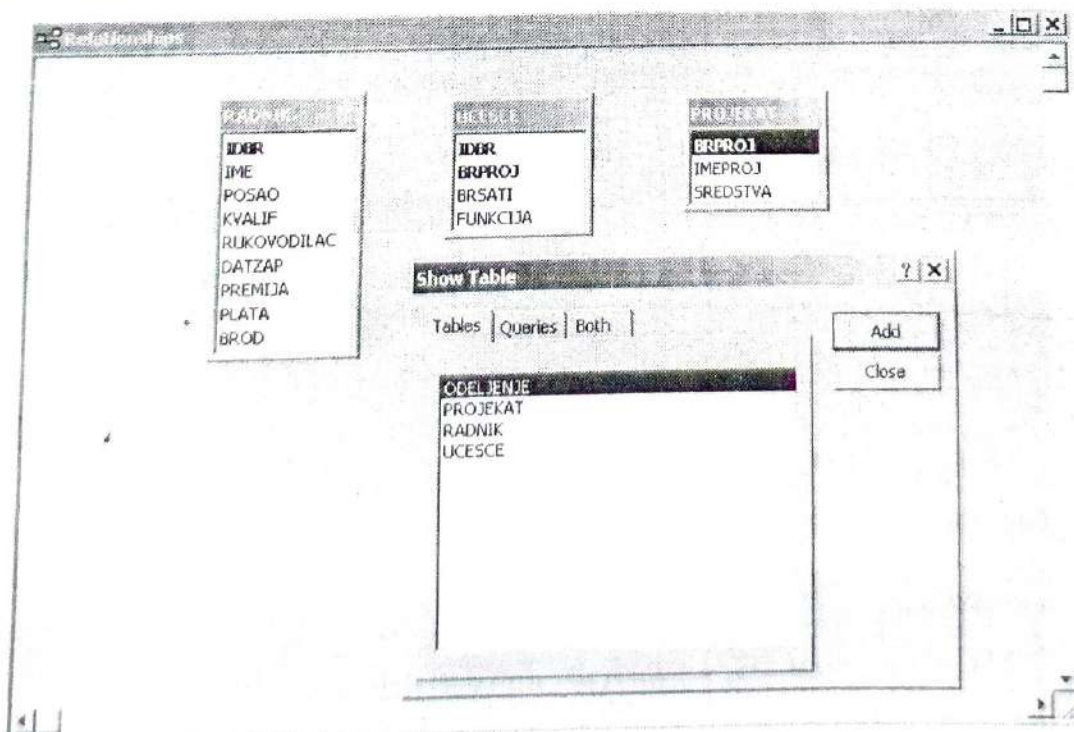 Relationships
RADNIK
IDBR
IME
POSAO
KVALIF
RUKOVODILAC
DATZAP
PREMIJA
PLATA
BROD
UCESCE
IDBR
BRPROJ
BRSATI
FUNKCIJA
PROJEKAT
BRPROJ
IMEPROJ
SREDSTVA
Show Table
Tables Queries Both
ODELJENJE
PROJEKAT
RADNIK
UCESCE
Add
Close